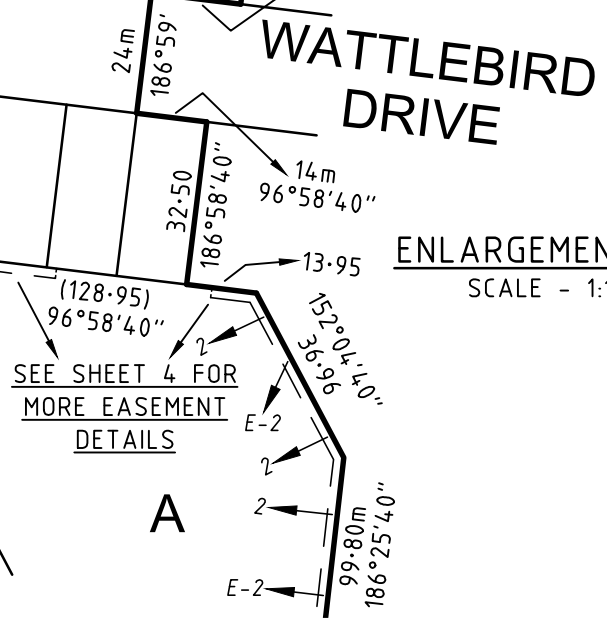 24m
186°59'
WATTLEBIRD
DRIVE
14m
96°58'40"
32·50
186°58'40"
13·95
ENLARGEMEN
SCALE - 1:
(128·95)
96°58'40"
152°04'40"
36·96
2
SEE SHEET 4 FOR
MORE EASEMENT
DETAILS
E-2
2
A
2
99·80m
186°25'40"
E-2